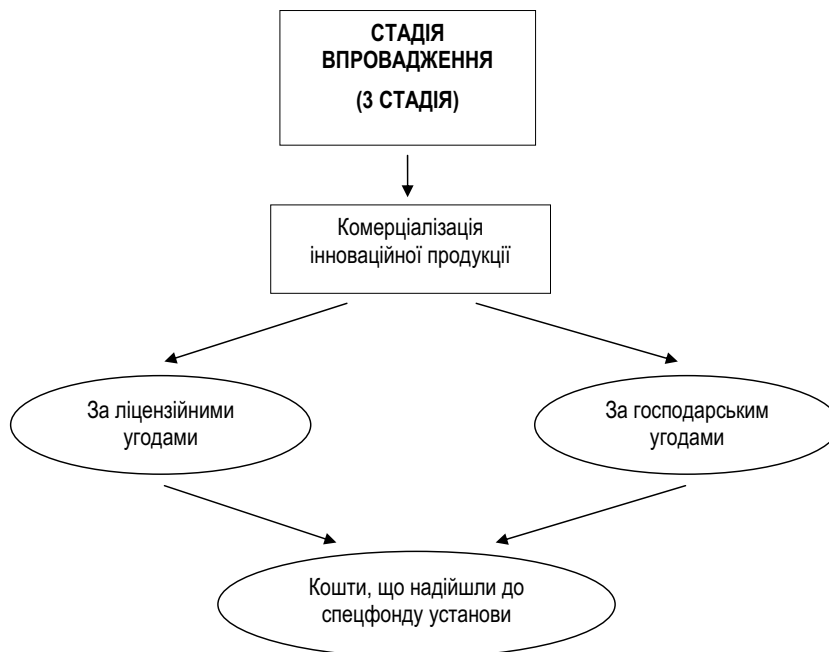 СТАДІЯ
ВПРОВАДЖЕННЯ
(3 СТАДІЯ)
Комерціалізація
інноваційної продукції
За ліцензійними
угодами
За господарським
угодами
Кошти, що надійшли до
спецфонду установи